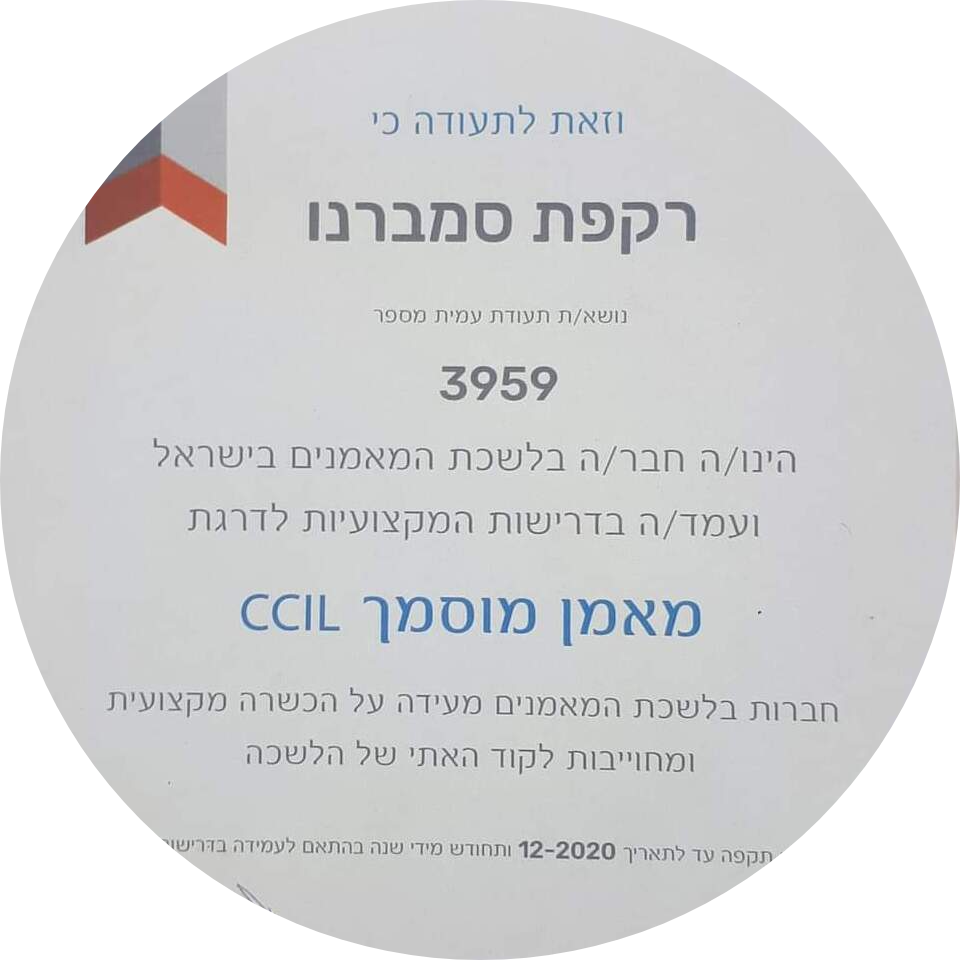 וזאת לתעודה כי
רקפת סמברנו
נושא/ת תעודת עמית מספר
3959
הינו/ה חבר/ה בלשכת המאמנים בישראל
ועמד/ה בדרישות המקצועיות לדרגת
מאמן מוסמך CCIL
חברות בלשכת המאמנים מעידה על הכשרה מקצועית
ומחוייבות לקוד האתי של הלשכה
תקפה עד לתאריך 12-2020 ותחודש מידי שנה בהתאם לעמידה